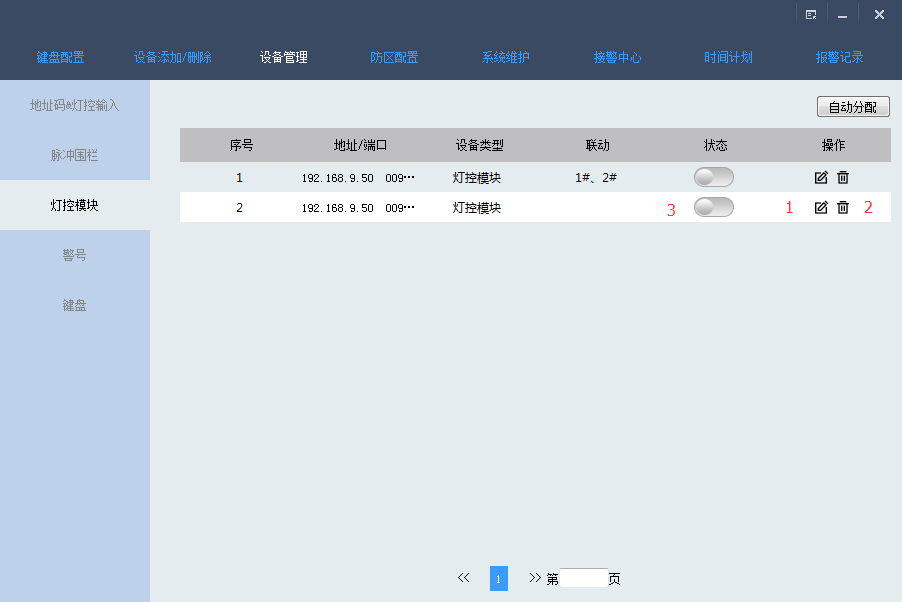 键盘配置 设备添加/删除 设备管理 防区配置 系统维护 接警中心 时间计划 报警记录
地址码&灯控输入
脉冲围栏
灯控模块
警号
键盘
自动分配
序号 地址/端口 设备类型 联动 状态 操作
1 192.168.9.50 009··· 灯控模块 1#、2#
2 192.168.9.50 009··· 灯控模块 3 1 2
<< 1 >> 第 页